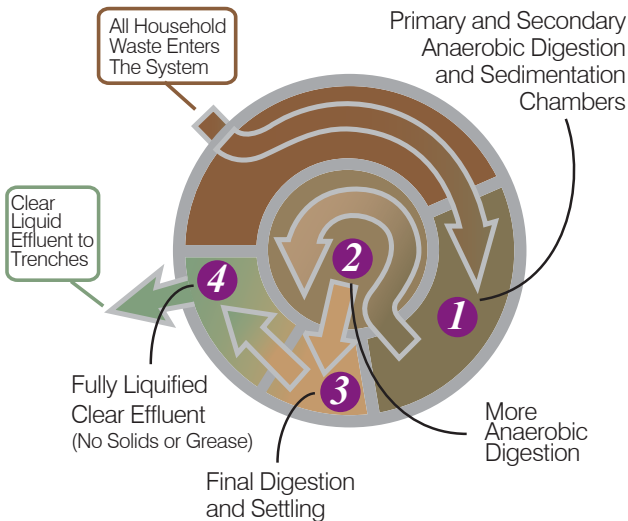 All Household
Waste Enters
The System
Primary and Secondary
Anaerobic Digestion
and Sedimentation
Chambers
Clear
Liquid
Effluent to
Trenches
1
2
3
4
Fully Liquified
Clear Effluent
(No Solids or Grease)
More
Anaerobic
Digestion
Final Digestion
and Settling